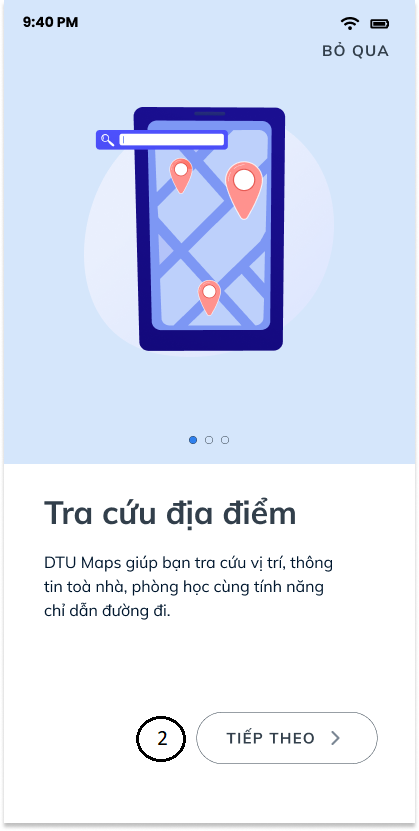 9:40 PM
BỎ QUA
Tra cứu địa điểm
DTU Maps giúp bạn tra cứu vị trí, thông
tin toà nhà, phòng học cùng tính năng
chỉ dẫn đường đi.
2
TIẾP THEO